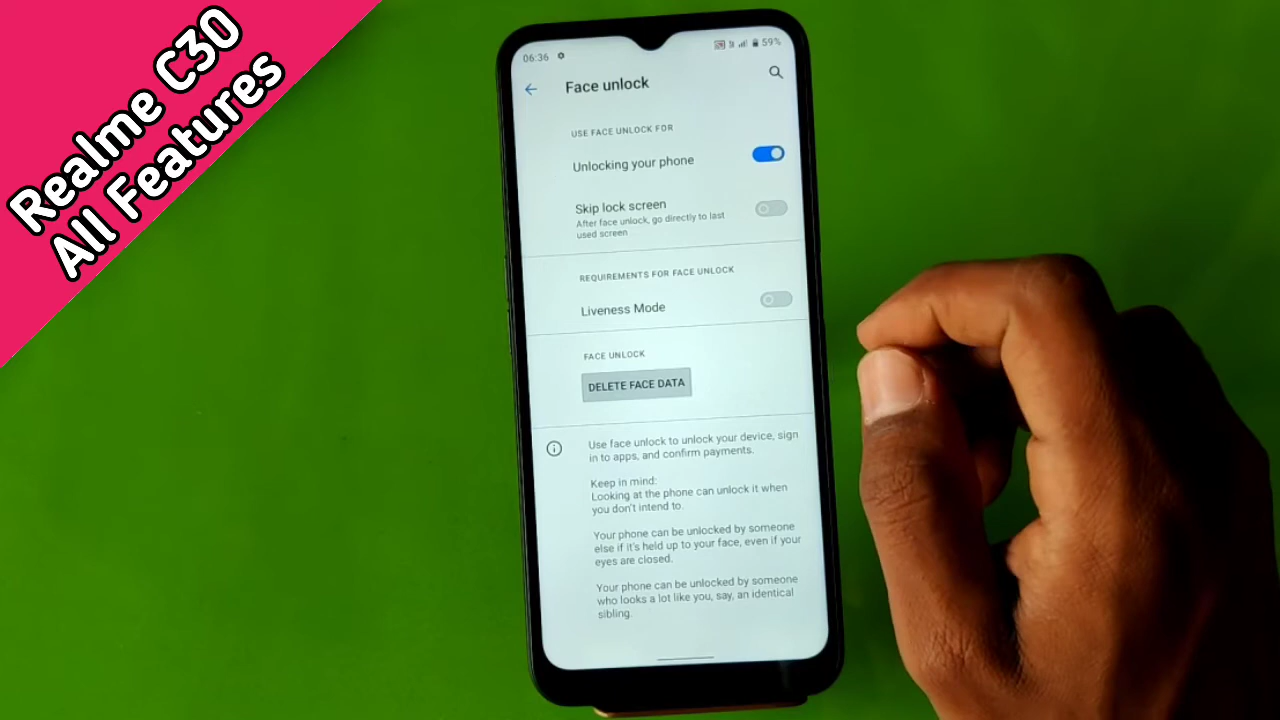 Realme C30
All Features
06:36
59%
Face unlock
USE FACE UNLOCK FOR
Unlocking your phone
Skip lock screen
After face unlock, go directly to last
used screen
REQUIREMENTS FOR FACE UNLOCK
Liveness Mode
FACE UNLOCK
DELETE FACE DATA
Use face unlock to unlock your device, sign
in to apps, and confirm payments.
Keep in mind:
Looking at the phone can unlock it when
you don't intend to.
Your phone can be unlocked by someone
else if it's held up to your face, even if your
eyes are closed.
Your phone can be unlocked by someone
who looks a lot like you, say, an identical
sibling.